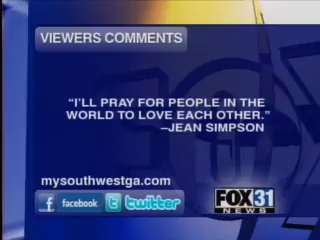 VIEWERS COMMENTS
“I’LL PRAY FOR PEOPLE IN THE
WORLD TO LOVE EACH OTHER.”
–JEAN SIMPSON
mysouthwestga.com
f facebook t twitter
FOX 31
NEWS